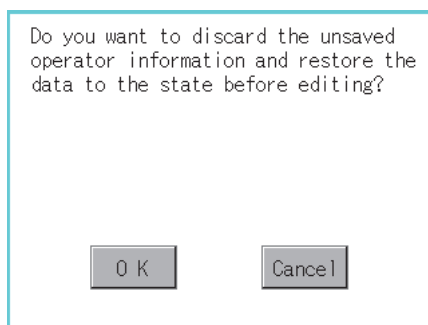 Do you want to discard the unsaved
operator information and restore the
data to the state before editing?
O K
Cancel